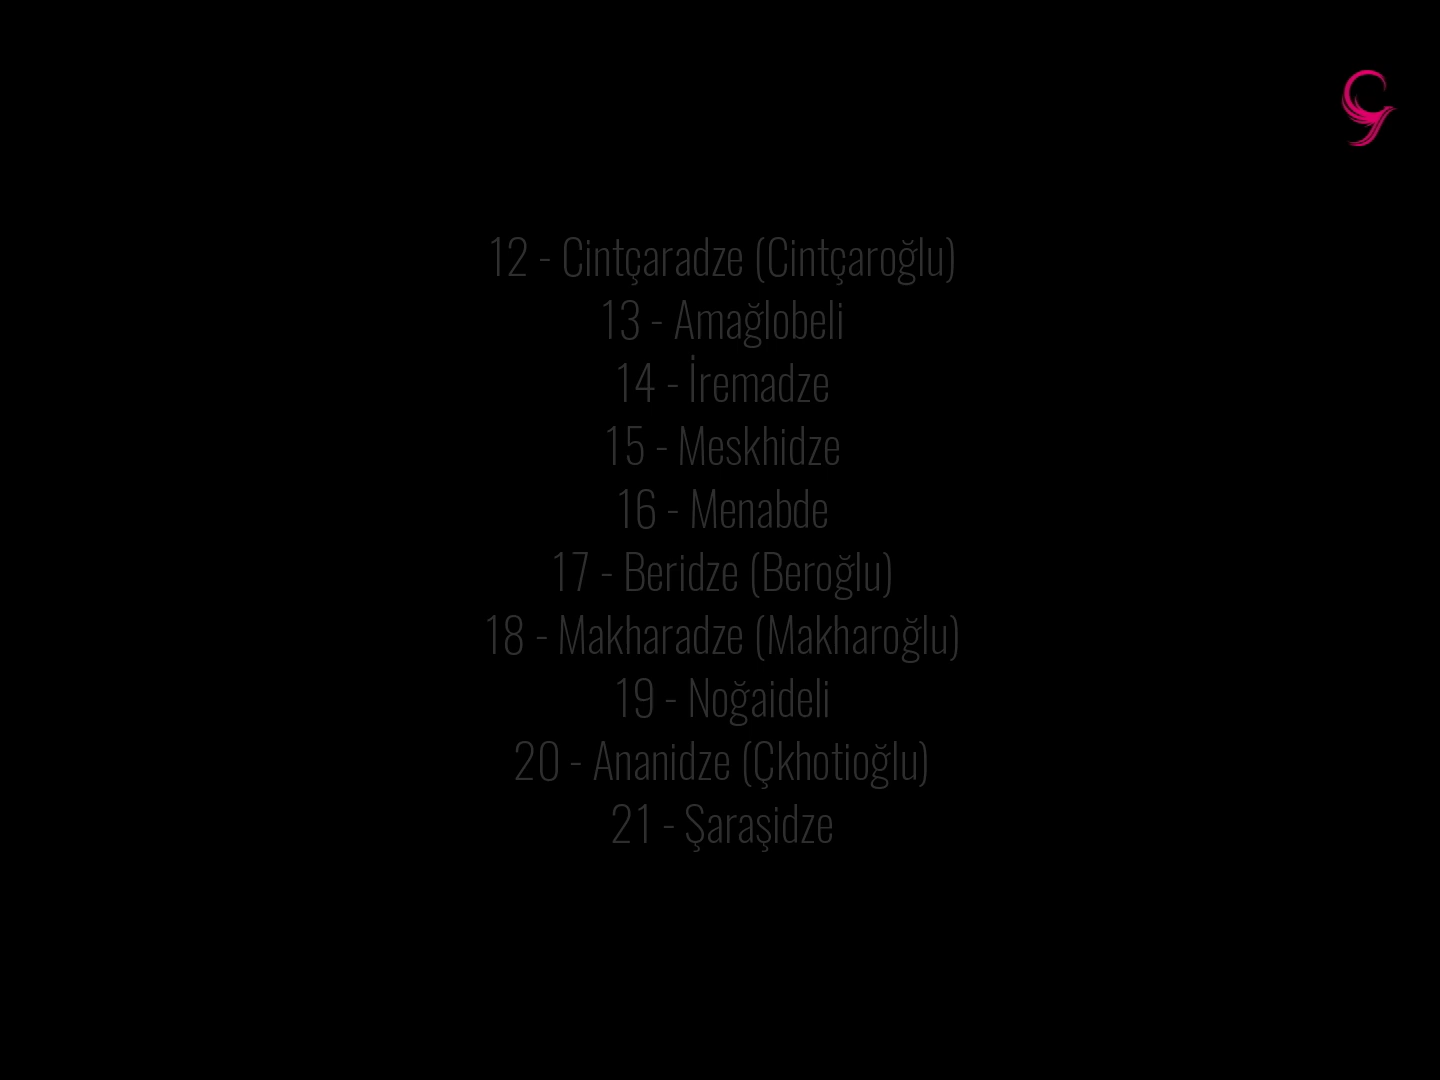 12 - Cintçaradze (Cintçaroğlu)
13 - Amağlobeli
14 - İremadze
15 - Meskhidze
16 - Menabde
17 - Beridze (Beroğlu)
18 - Makharadze (Makharoğlu)
19 - Noğaideli
20 - Ananidze (Çkhotioğlu)
21 - Şaraşidze